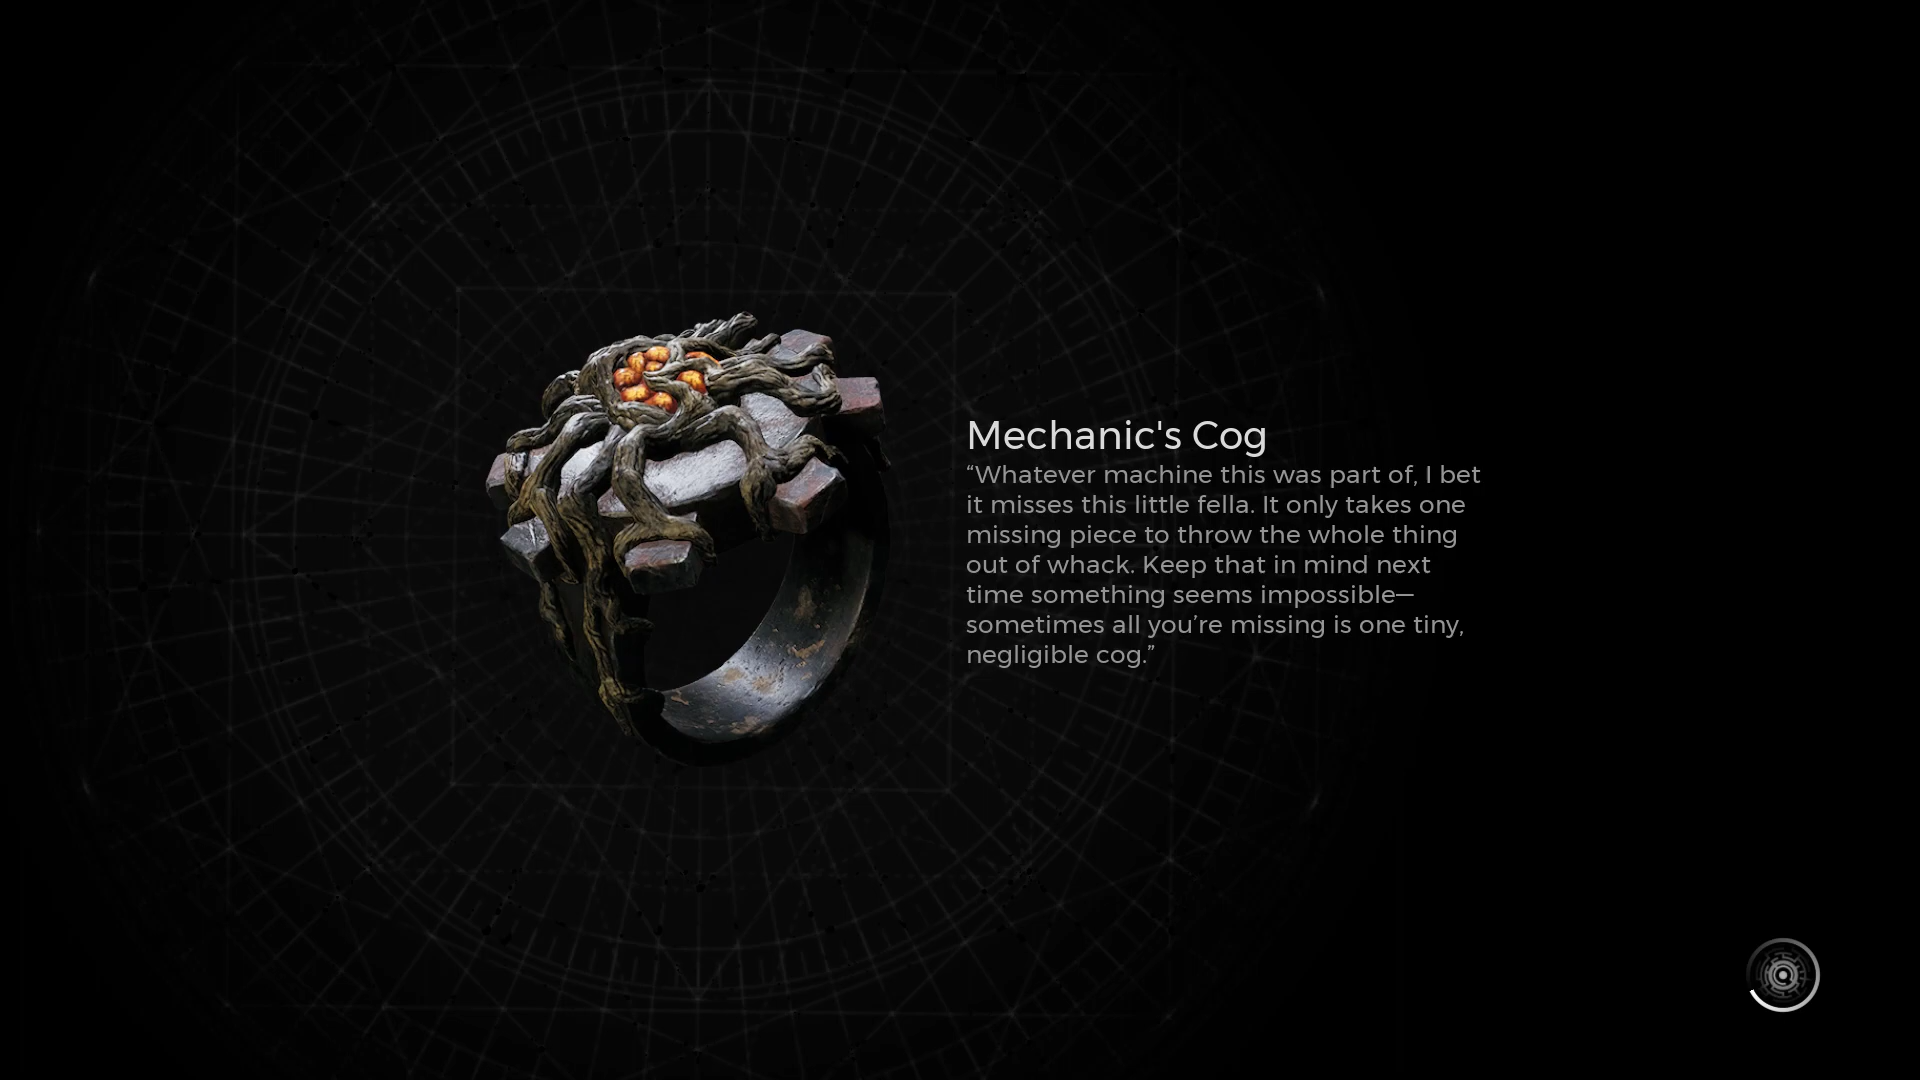 Mechanic's Cog
“Whatever machine this was part of, I bet
it misses this little fella. It only takes one
missing piece to throw the whole thing
out of whack. Keep that in mind next
time something seems impossible—
sometimes all you’re missing is one tiny,
negligible cog.”